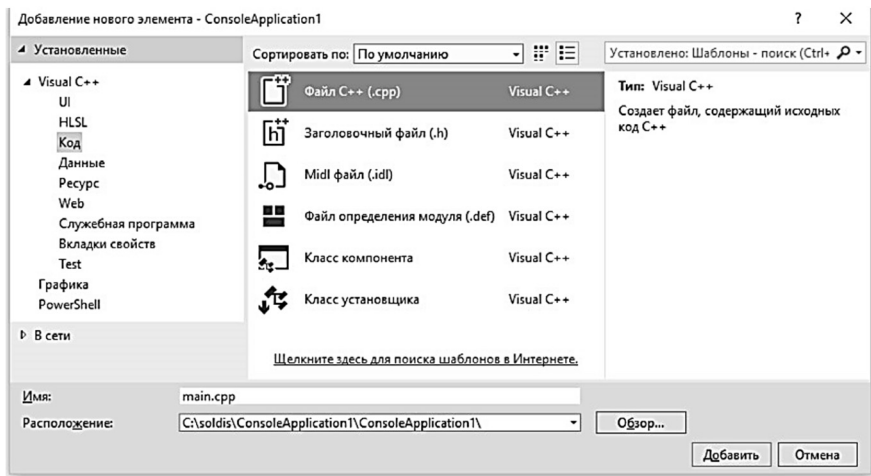 Добавление нового элемента - ConsoleApplication1
? ×
Установленные
Visual C++
UI
HLSL
Код
Данные
Ресурс
Web
Служебная программа
Вкладки свойств
Test
Графика
PowerShell
В сети
Сортировать по: По умолчанию
Файл C++ (.cpp) Visual C++
Заголовочный файл (.h) Visual C++
Midl файл (.idl) Visual C++
Файл определения модуля (.def) Visual C++
Класс компонента Visual C++
Класс установщика Visual C++
Щелкните здесь для поиска шаблонов в Интернете.
Установлено: Шаблоны - поиск (Ctrl+
Тип: Visual C++
Создает файл, содержащий исходных
код C++
Имя: main.cpp
Расположение: C:\soldis\ConsoleApplication1\ConsoleApplication1\ Обзор...
Добавить Отмена